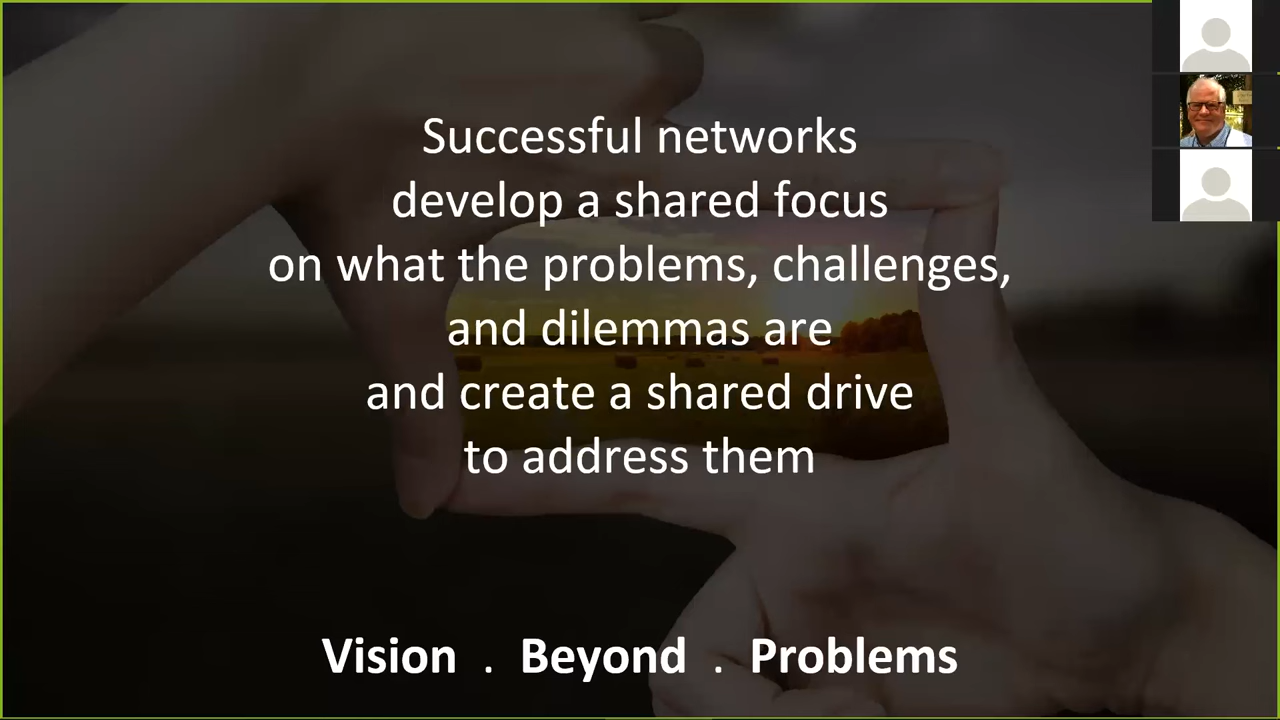 Successful networks
develop a shared focus
on what the problems, challenges,
and dilemmas are
and create a shared drive
to address them
Vision . Beyond . Problems